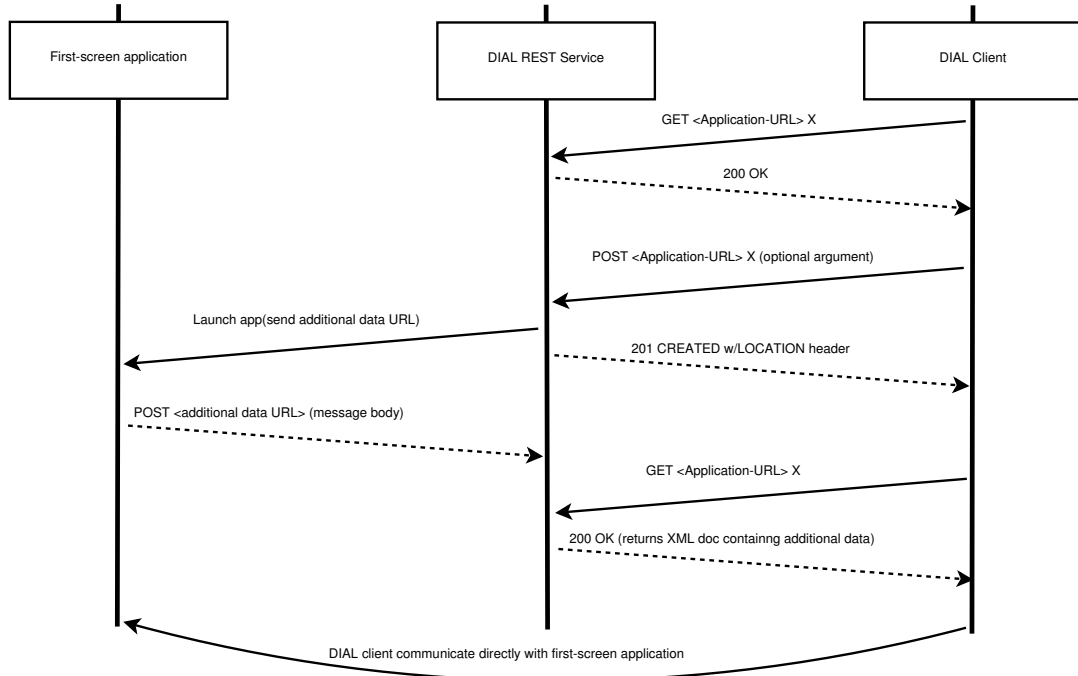 First-screen application
DIAL REST Service
DIAL Client
GET <Application-URL> X
200 OK
POST <Application-URL> X (optional argument)
Launch app(send additional data URL)
201 CREATED w/LOCATION header
POST <additional data URL> (message body)
GET <Application-URL> X
200 OK (returns XML doc containng additional data)
DIAL client communicate directly with first-screen application